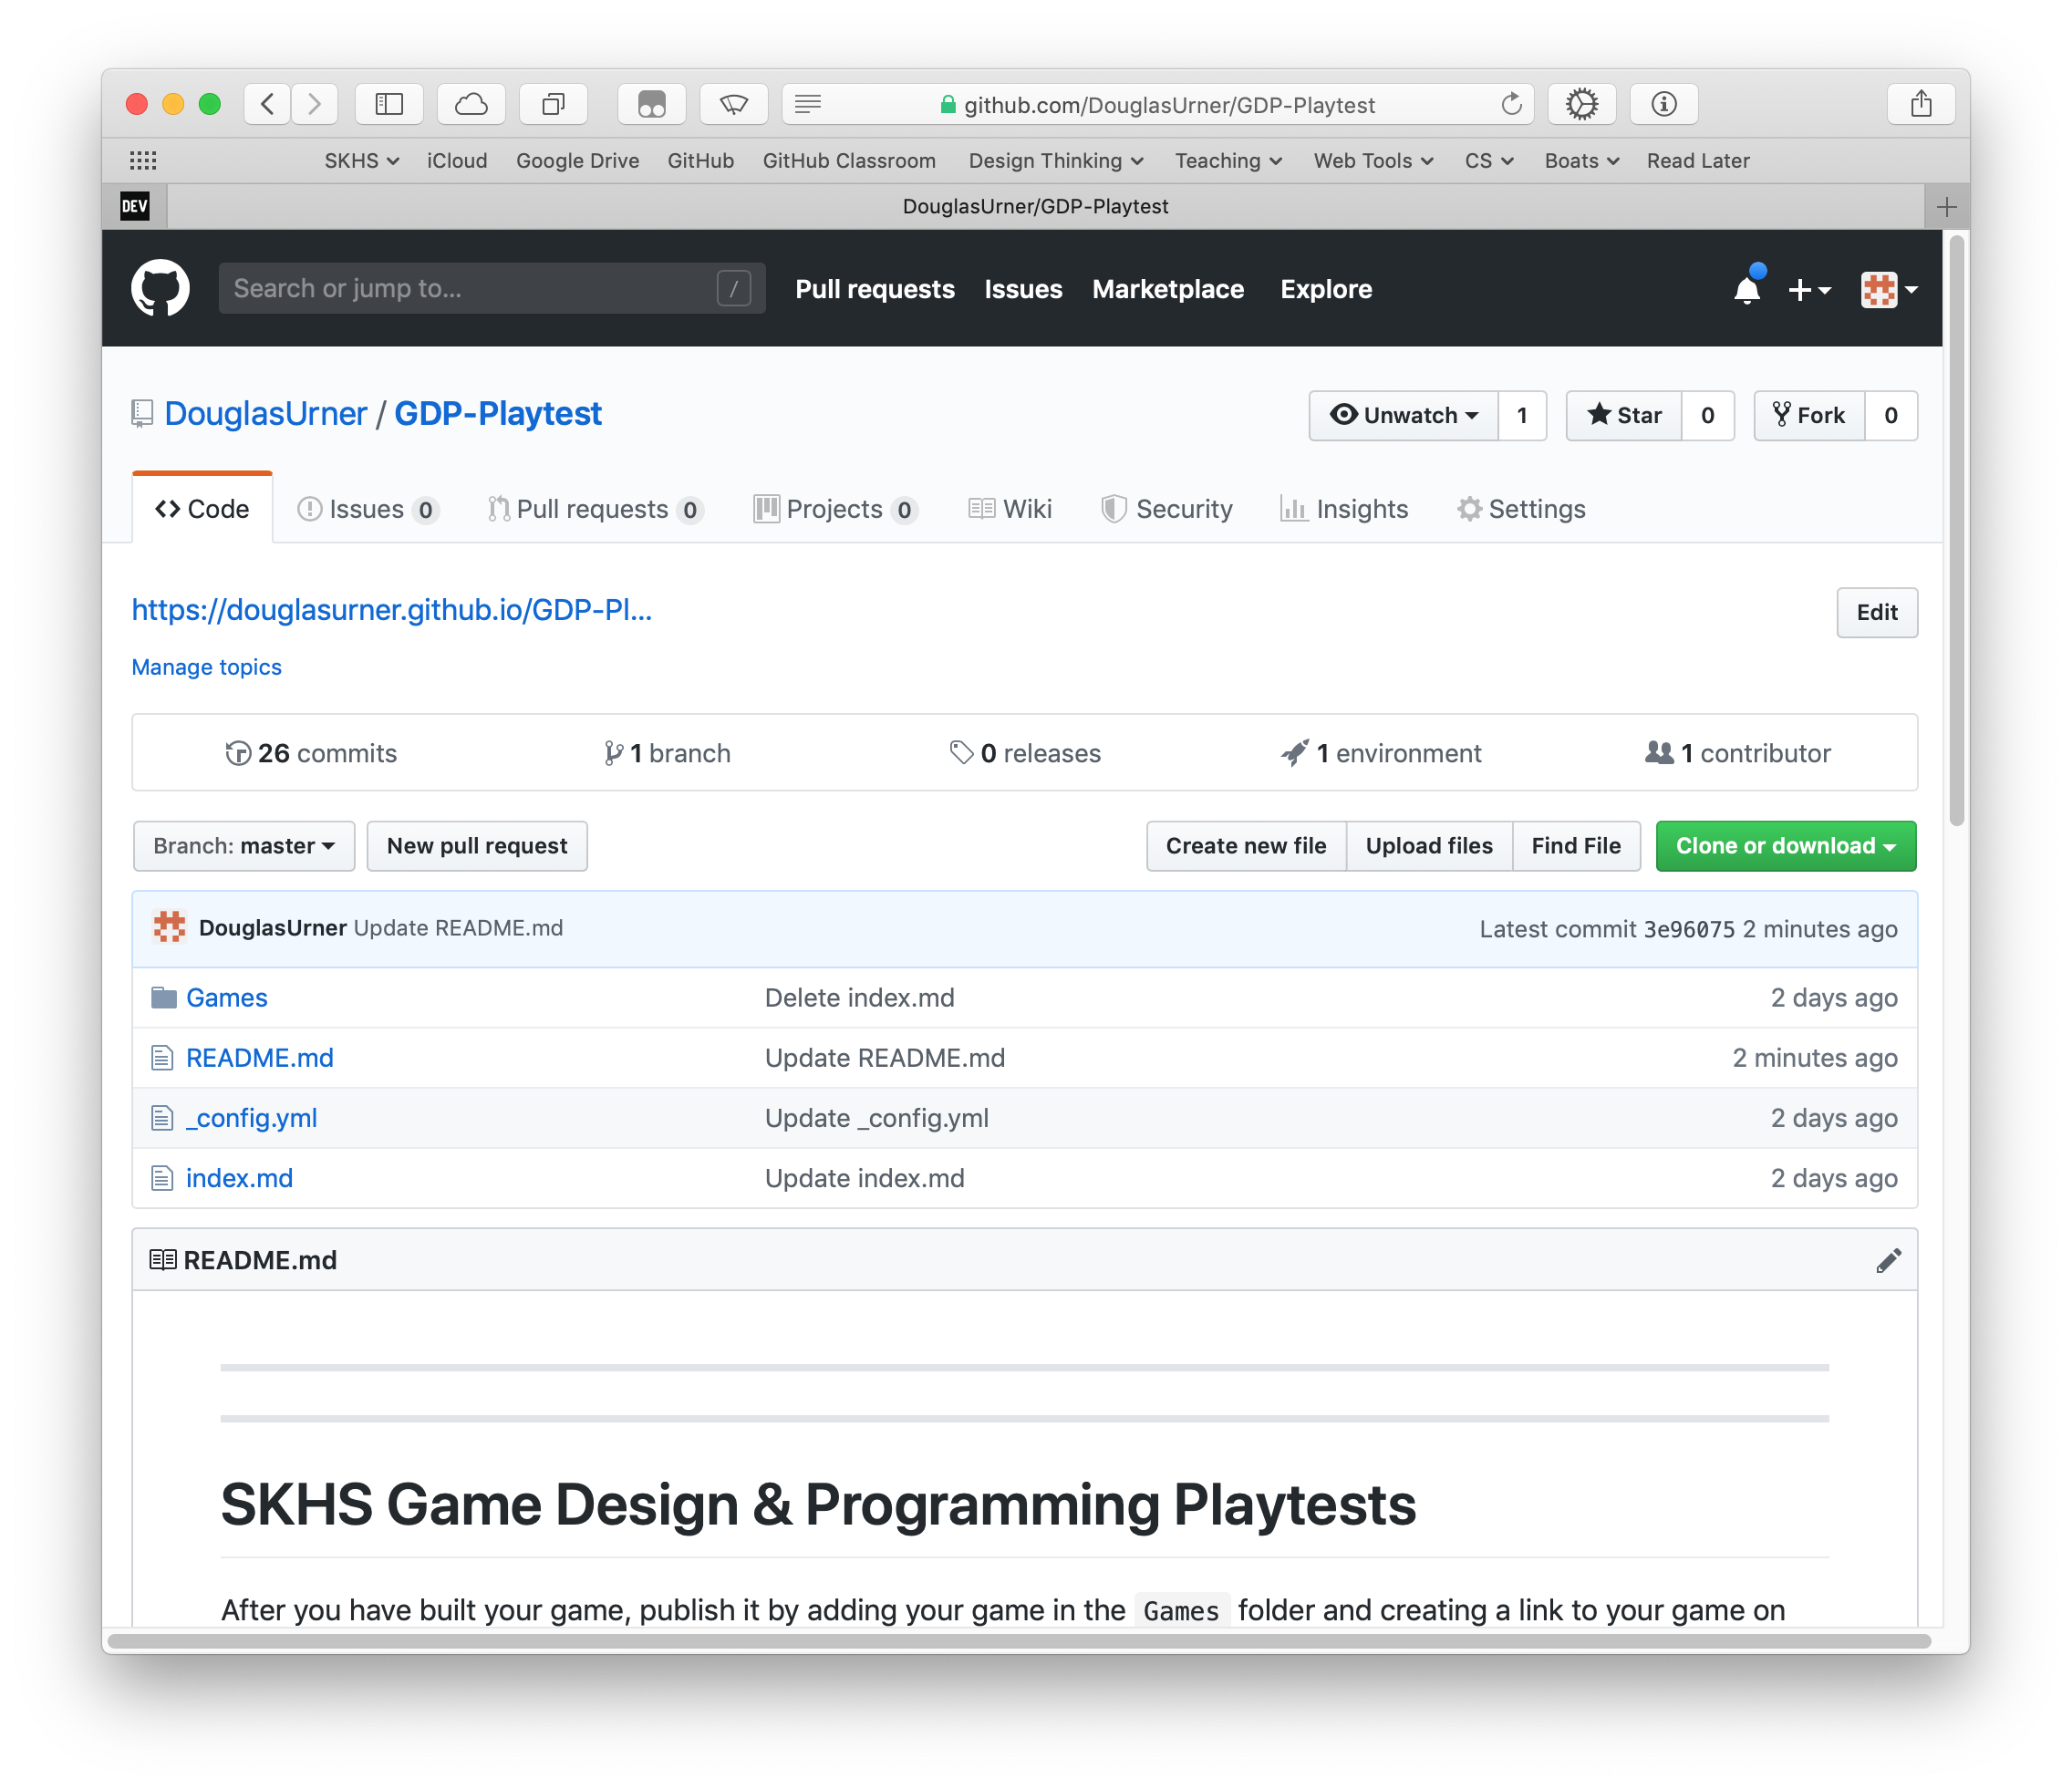 github.com/DouglasUrner/GDP-Playtest
SKHS iCloud Google Drive GitHub GitHub Classroom Design Thinking Teaching Web Tools CS Boats Read Later
DEV DouglasUrner/GDP-Playtest
Search or jump to... / Pull requests Issues Marketplace Explore
DouglasUrner / GDP-Playtest Unwatch 1 Star 0 Fork 0
Code Issues 0 Pull requests 0 Projects 0 Wiki Security Insights Settings
https://douglasurner.github.io/GDP-Pl... Edit
Manage topics
26 commits 1 branch 0 releases 1 environment 1 contributor
Branch: master New pull request Create new file Upload files Find File Clone or download
DouglasUrner Update README.md Latest commit 3e96075 2 minutes ago
Games Delete index.md 2 days ago
README.md Update README.md 2 minutes ago
_config.yml Update _config.yml 2 days ago
index.md Update index.md 2 days ago
README.md
SKHS Game Design & Programming Playtests
After you have built your game, publish it by adding your game in the Games folder and creating a link to your game on